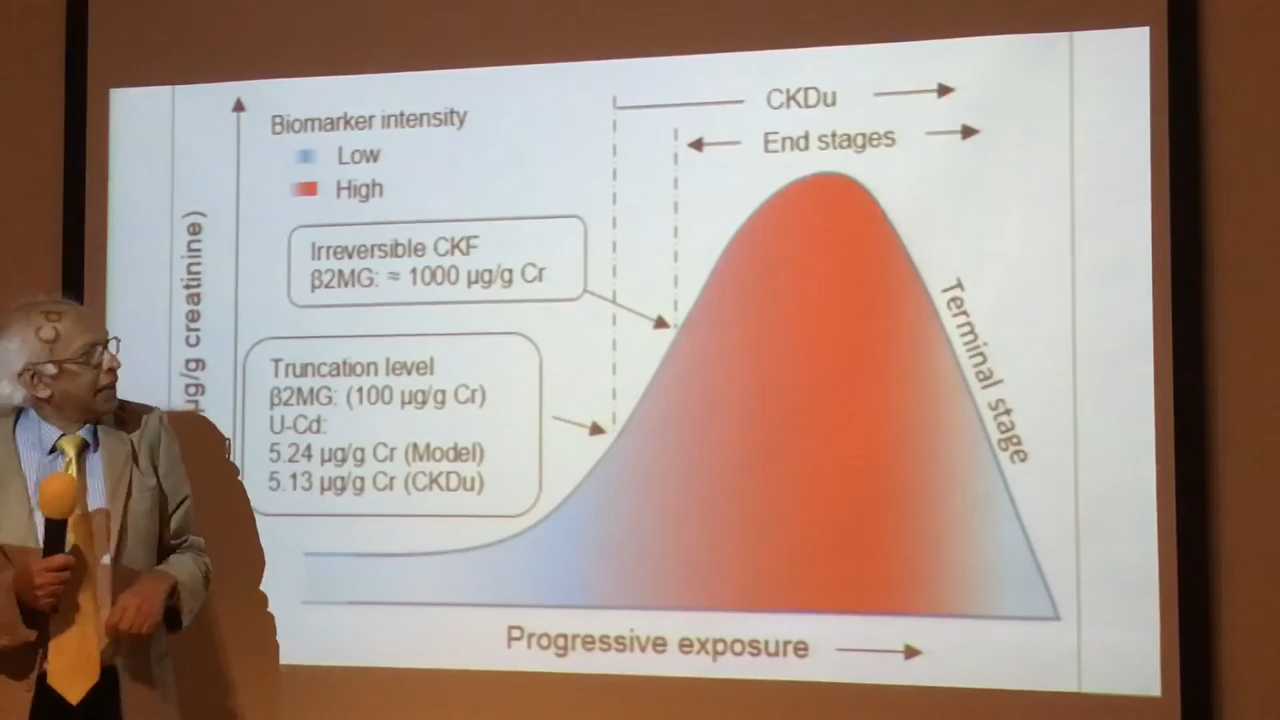 Biomarker intensity
Low
High
CKDu
End stages
Irreversible CKF
β2MG: ≈ 1000 µg/g Cr
Truncation level
β2MG: (100 µg/g Cr)
U-Cd:
5.24 µg/g Cr (Model)
5.13 µg/g Cr (CKDu)
µg/g creatinine)
Terminal stage
Progressive exposure
Cd